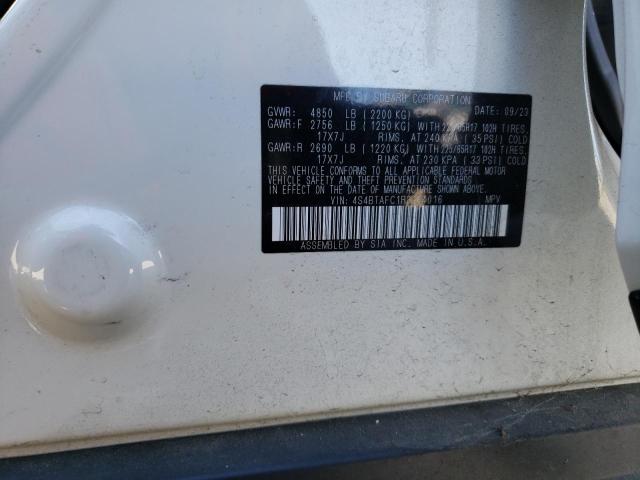 MFD BY SUBARU CORPORATION
GVWR: 4850 LB (2200 KG) DATE: 09/23
GAWR:F 2756 LB (1250 KG) WITH 225/65R17 102H TIRES,
17X7J RIMS, AT 240 KPA (35 PSI) COLD
GAWR:R 2690 LB (1220 KG) WITH 225/65R17 102H TIRES,
17X7J RIMS, AT 230 KPA (33 PSI) COLD
THIS VEHICLE CONFORMS TO ALL APPLICABLE FEDERAL MOTOR
VEHICLE SAFETY AND THEFT PREVENTION STANDARDS
IN EFFECT ON THE DATE OF MANUFACTURE SHOWN ABOVE.
VIN: MPV
ASSEMBLED BY SIA INC. MADE IN U.S.A.